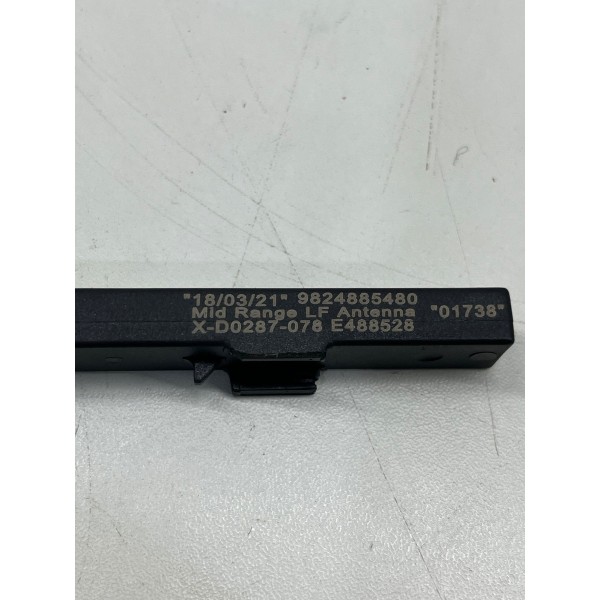 "18/03/21" 9824885480
Mid Range LF Antenna "01738"
X-D0287-078 E488528